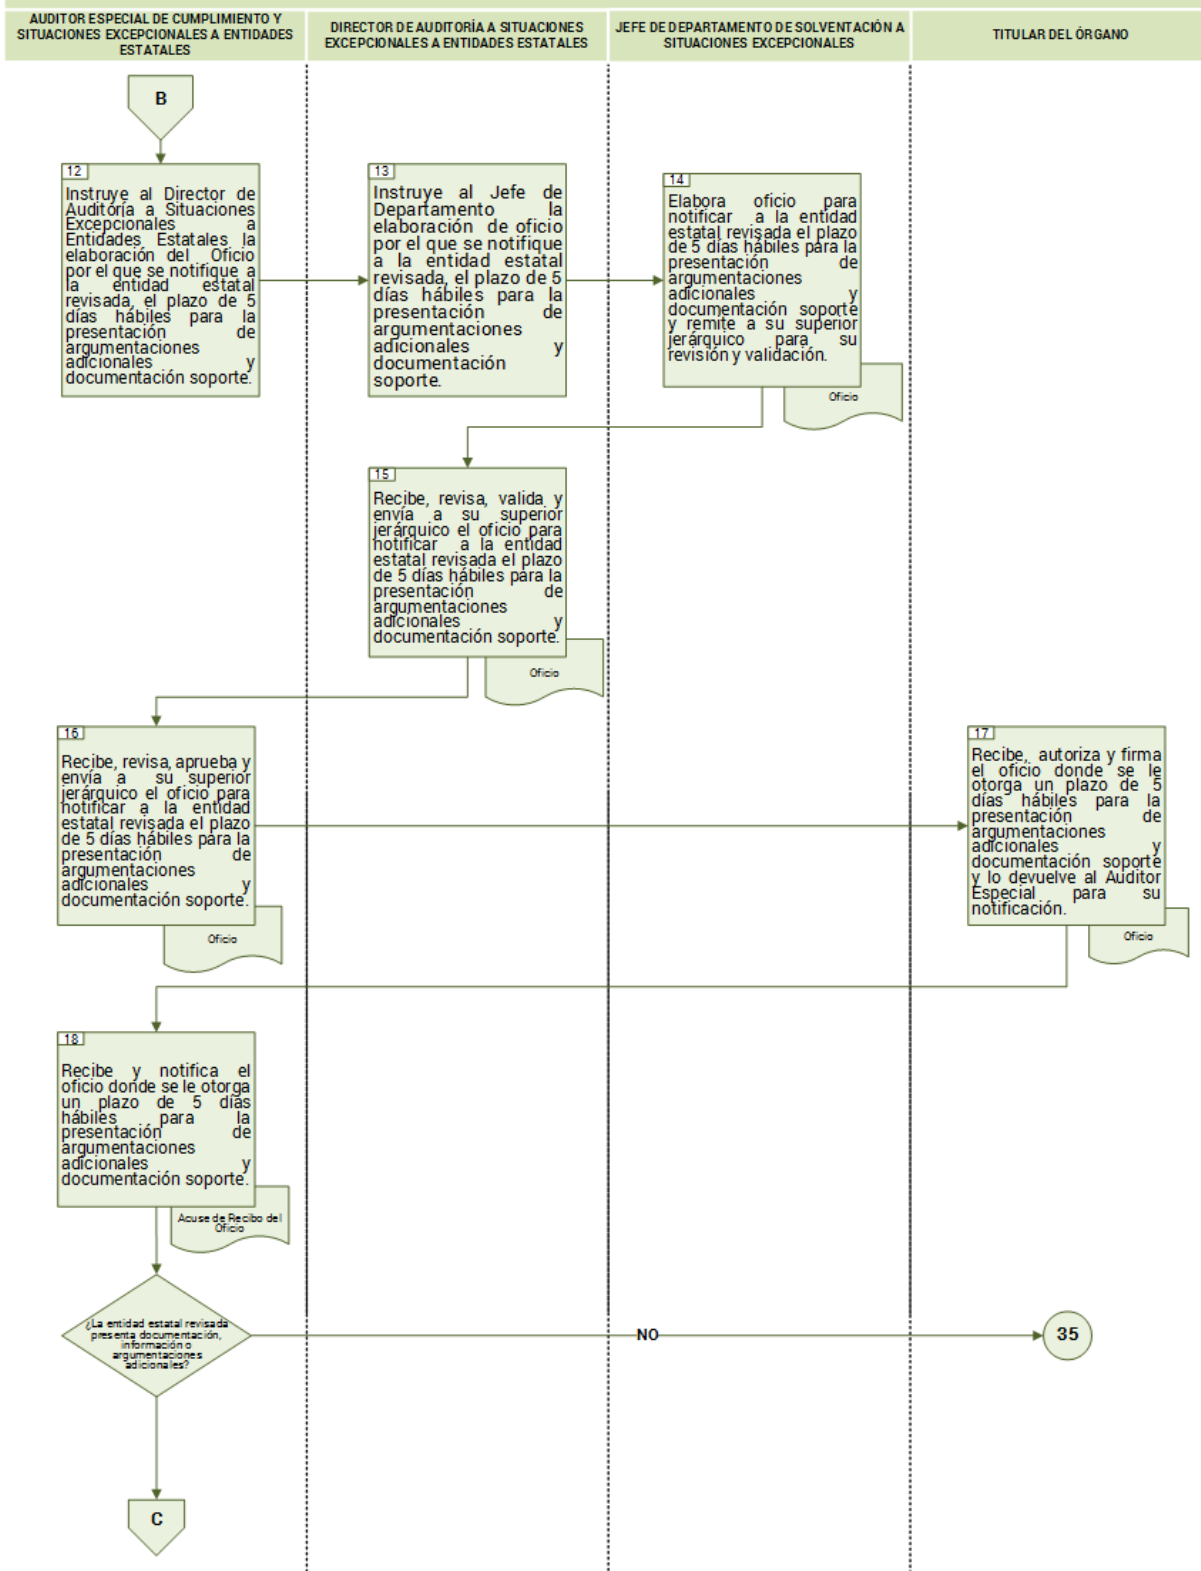 AUDITOR ESPECIAL DE CUMPLIMIENTO Y
SITUACIONES EXCEPCIONALES A ENTIDADES
ESTATALES
DIRECTOR DE AUDITORÍA A SITUACIONES
EXCEPCIONALES A ENTIDADES ESTATALES
JEFE DE DEPARTAMENTO DE SOLVENTACIÓN A
SITUACIONES EXCEPCIONALES
TITULAR DEL ÓRGANO
B
12
Instruye al Director de
Auditoría a Situaciones
Excepcionales a
Entidades Estatales la
elaboración del Oficio
por el que se notifique a
la entidad estatal
revisada, el plazo de 5
días hábiles para la
presentación de
argumentaciones
adicionales y
documentación soporte.
13
Instruye al Jefe de
Departamento la
elaboración de oficio
por el que se notifique
a la entidad estatal
revisada, el plazo de 5
días hábiles para la
presentación de
argumentaciones
adicionales y
documentación
soporte.
14
Elabora oficio para
notificar a la entidad
estatal revisada el plazo
de 5 días hábiles para la
presentación de
argumentaciones
adicionales y
documentación soporte
y remite a su superior
jerárquico para su
revisión y validación.
Oficio
15
Recibe, revisa, valida y
envía a su superior
jerárquico el oficio para
notificar a la entidad
estatal revisada el plazo
de 5 días hábiles para la
presentación de
argumentaciones
adicionales y
documentación soporte.
Oficio
16
Recibe, revisa, aprueba y
envía a su superior
jerárquico el oficio para
notificar a la entidad
estatal revisada el plazo
de 5 días hábiles para la
presentación de
argumentaciones
adicionales y
documentación soporte.
Oficio
17
Recibe, autoriza y firma
el oficio donde se le
otorga un plazo de 5
días hábiles para la
presentación de
argumentaciones
adicionales y
documentación soporte
y lo devuelve al Auditor
Especial para su
notificación.
Oficio
18
Recibe y notifica el
oficio donde se le otorga
un plazo de 5 días
hábiles para la
presentación de
argumentaciones
adicionales y
documentación soporte.
Acuse de Recibo del
Oficio
¿La entidad estatal revisada
presenta documentación,
información o
argumentaciones
adicionales?
NO
35
C